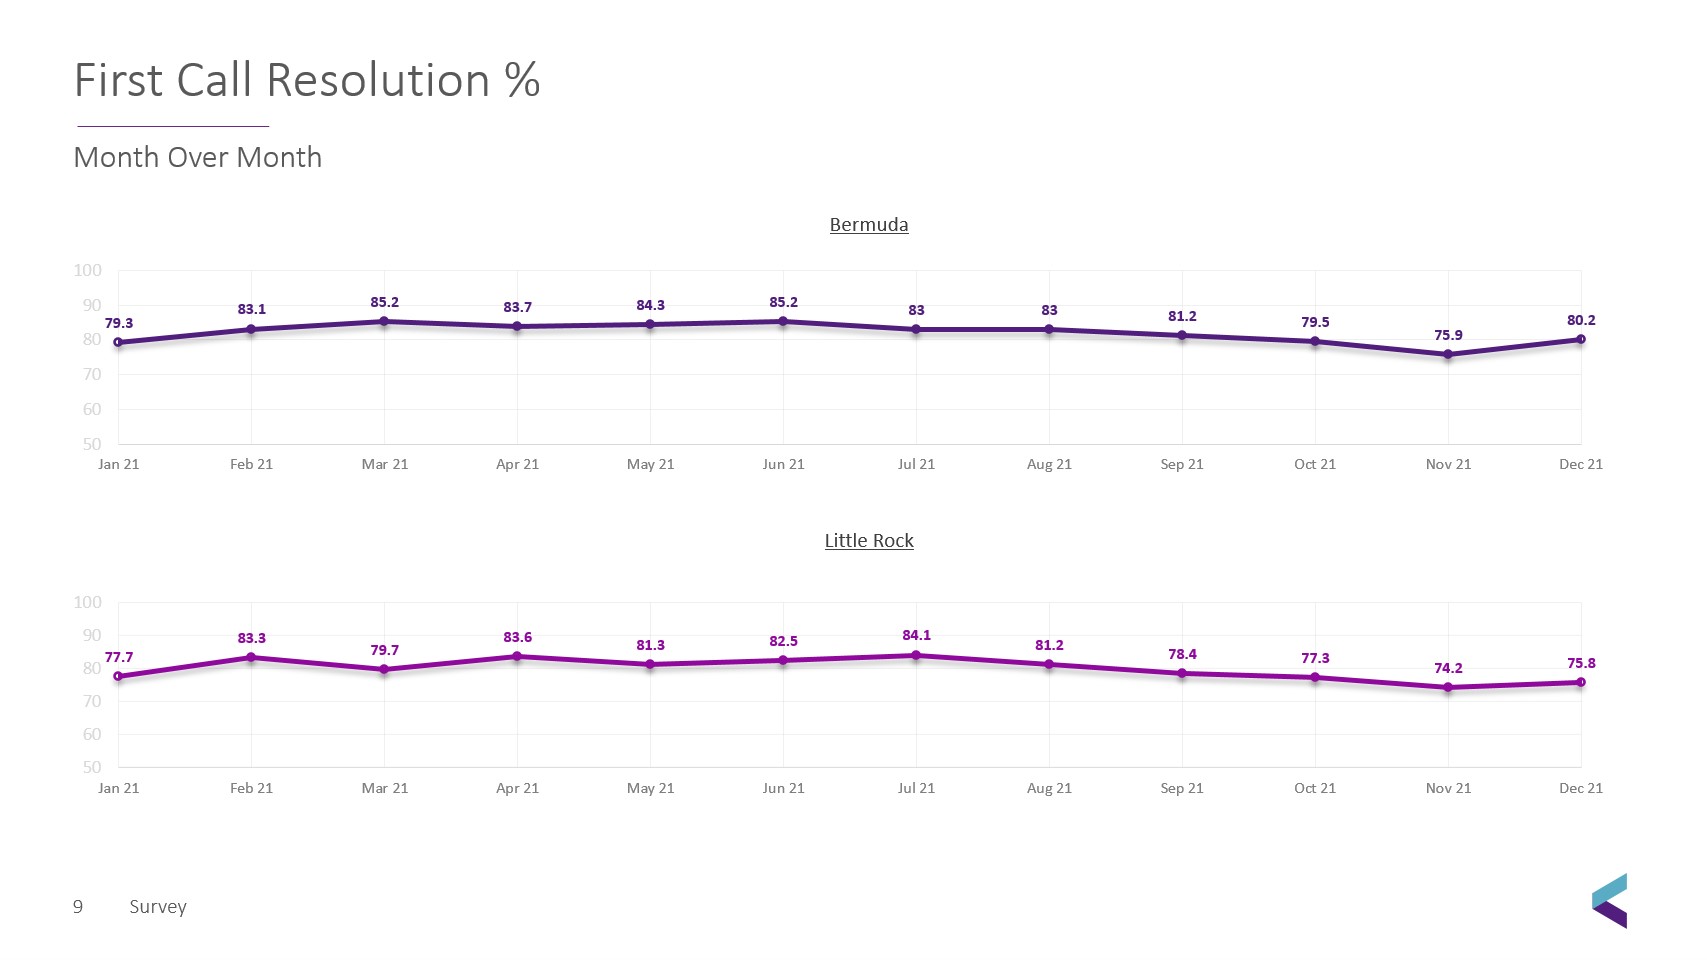 First Call Resolution %
Month Over Month
Bermuda
100
90
80
70
60
50
79.3
83.1
85.2
83.7
84.3
85.2
83
83
81.2
79.5
75.9
80.2
Jan 21
Feb 21
Mar 21
Apr 21
May 21
Jun 21
Jul 21
Aug 21
Sep 21
Oct 21
Nov 21
Dec 21
Little Rock
100
90
80
70
60
50
77.7
83.3
79.7
83.6
81.3
82.5
84.1
81.2
78.4
77.3
74.2
75.8
Jan 21
Feb 21
Mar 21
Apr 21
May 21
Jun 21
Jul 21
Aug 21
Sep 21
Oct 21
Nov 21
Dec 21
9 Survey